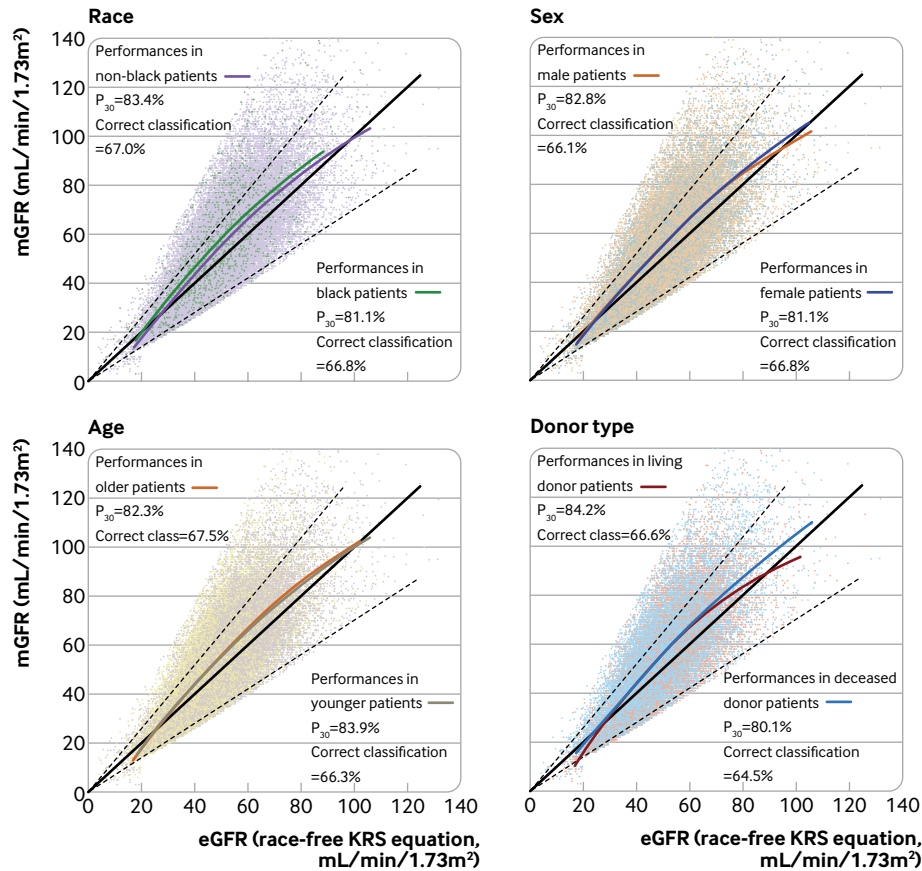 Race
mGFR (mL/min/1.73m²)
140
120
100
80
60
40
20
0
Performances in
non-black patients
P30=83.4%
Correct classification
=67.0%
Performances in
black patients
P30=81.1%
Correct classification
=66.8%
Sex
Performances in
male patients
P30=82.8%
Correct classification
=66.1%
Performances in
female patients
P30=81.1%
Correct classification
=66.8%
Age
mGFR (mL/min/1.73m²)
140
120
100
80
60
40
20
0
Performances in
older patients
P30=82.3%
Correct class=67.5%
Performances in
younger patients
P30=83.9%
Correct classification
=66.3%
0 20 40 60 80 100 120 140
eGFR (race-free KRS equation,
mL/min/1.73m²)
Donor type
Performances in living
donor patients
P30=84.2%
Correct class=66.6%
Performances in deceased
donor patients
P30=80.1%
Correct classification
=64.5%
0 20 40 60 80 100 120 140
eGFR (race-free KRS equation,
mL/min/1.73m²)